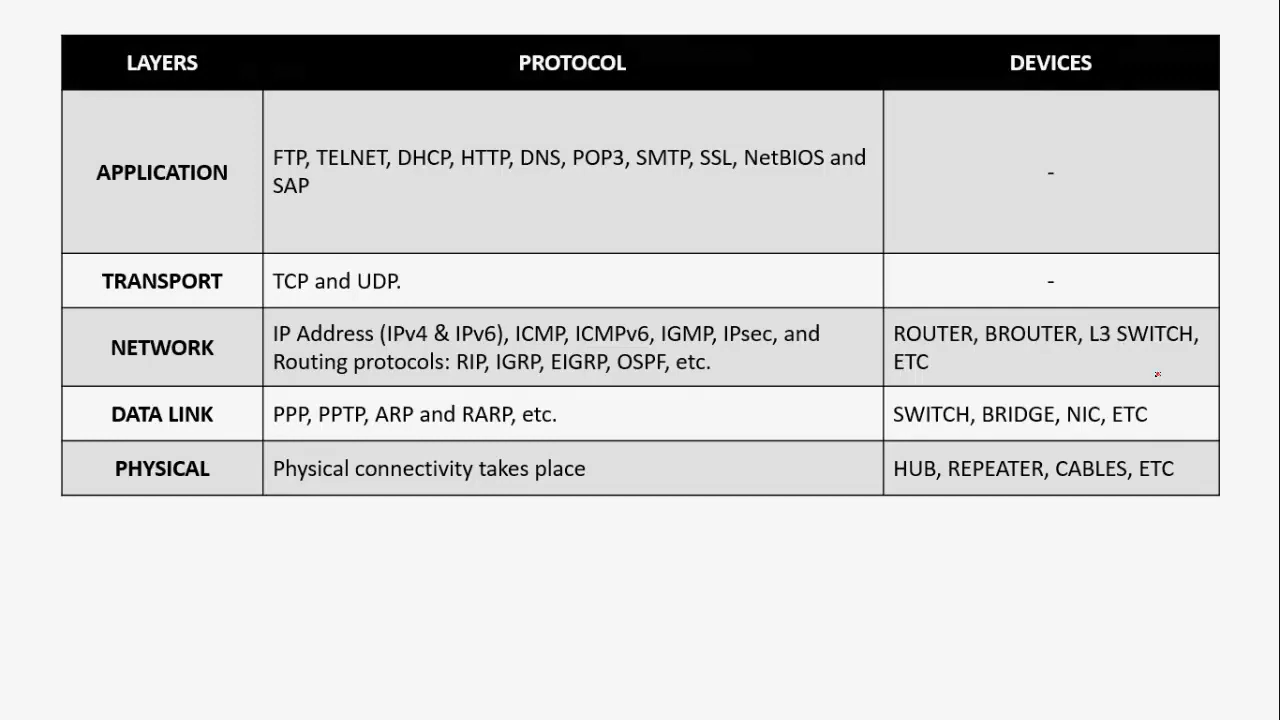 LAYERS PROTOCOL DEVICES
APPLICATION FTP, TELNET, DHCP, HTTP, DNS, POP3, SMTP, SSL, NetBIOS and
SAP -
TRANSPORT TCP and UDP. -
NETWORK IP Address (IPv4 & IPv6), ICMP, ICMPv6, IGMP, IPsec, and
Routing protocols: RIP, IGRP, EIGRP, OSPF, etc.
ROUTER, BROUTER, L3 SWITCH,
ETC
DATA LINK PPP, PPTP, ARP and RARP, etc. SWITCH, BRIDGE, NIC, ETC
PHYSICAL Physical connectivity takes place HUB, REPEATER, CABLES, ETC